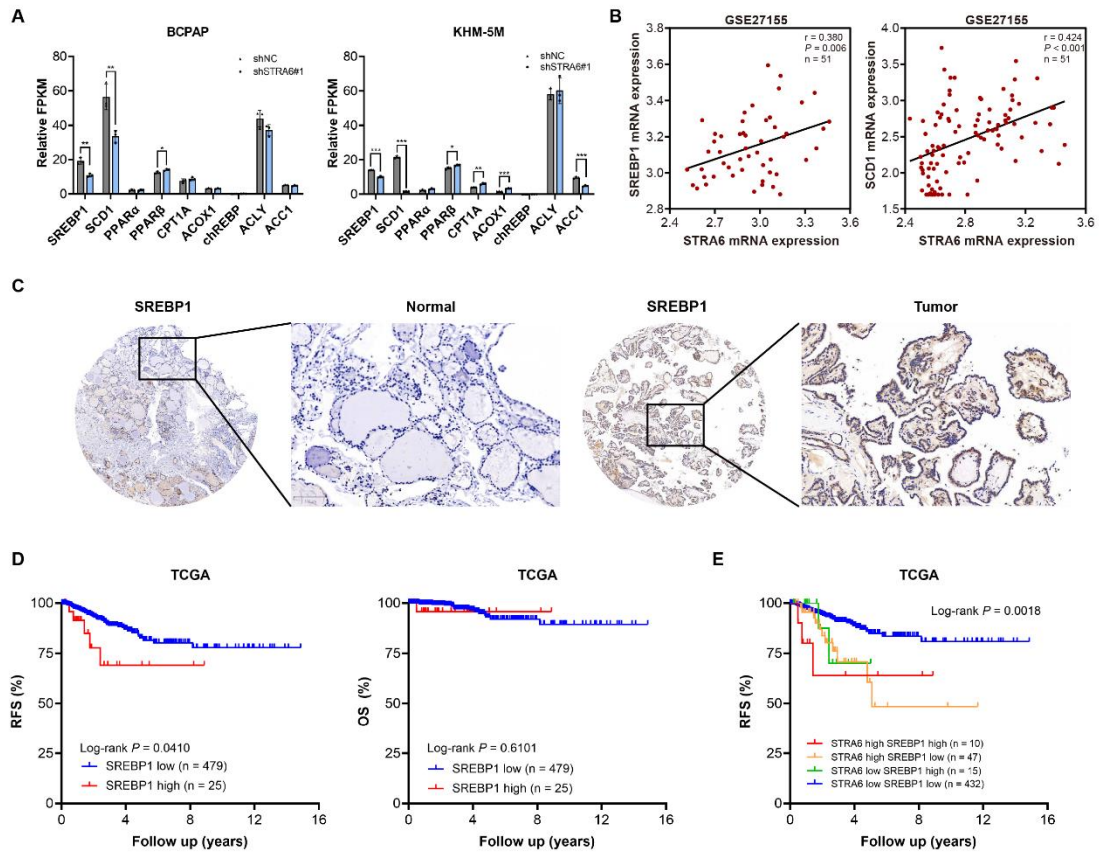 A
BCPAP
Relative FPKM
80
60
40
20
0
shNC
shSTRA6#1
**
**
*
SREBP1
SCD1
PPARα
PPARβ
CPT1A
ACOX1
chREBP
ACLY
ACC1
KHM-5M
Relative FPKM
80
60
40
20
0
shNC
shSTRA6#1
***
***
*
**
***
***
SREBP1
SCD1
PPARα
PPARβ
CPT1A
ACOX1
chREBP
ACLY
ACC1
B
GSE27155
r = 0.380
P = 0.006
n = 51
SREBP1 mRNA expression
3.8
3.6
3.4
3.2
3.0
2.8
2.4 2.7 3.0 3.3 3.6
STRA6 mRNA expression
GSE27155
r = 0.424
P < 0.001
n = 51
SCD1 mRNA expression
4.0
3.5
3.0
2.5
2.0
1.5
2.4 2.6 2.8 3.0 3.2 3.4 3.6
STRA6 mRNA expression
C
SREBP1
Normal
SREBP1
Tumor
D
TCGA
RFS (%)
100
75
50
25
0
Log-rank P = 0.0410
SREBP1 low (n = 479)
SREBP1 high (n = 25)
0 4 8 12 16
Follow up (years)
TCGA
OS (%)
100
75
50
25
0
Log-rank P = 0.6101
SREBP1 low (n = 479)
SREBP1 high (n = 25)
0 4 8 12 16
Follow up (years)
E
TCGA
Log-rank P = 0.0018
RFS (%)
100
75
50
25
0
STRA6 high SREBP1 high (n = 10)
STRA6 high SREBP1 low (n = 47)
STRA6 low SREBP1 high (n = 15)
STRA6 low SREBP1 low (n = 432)
0 4 8 12 16
Follow up (years)